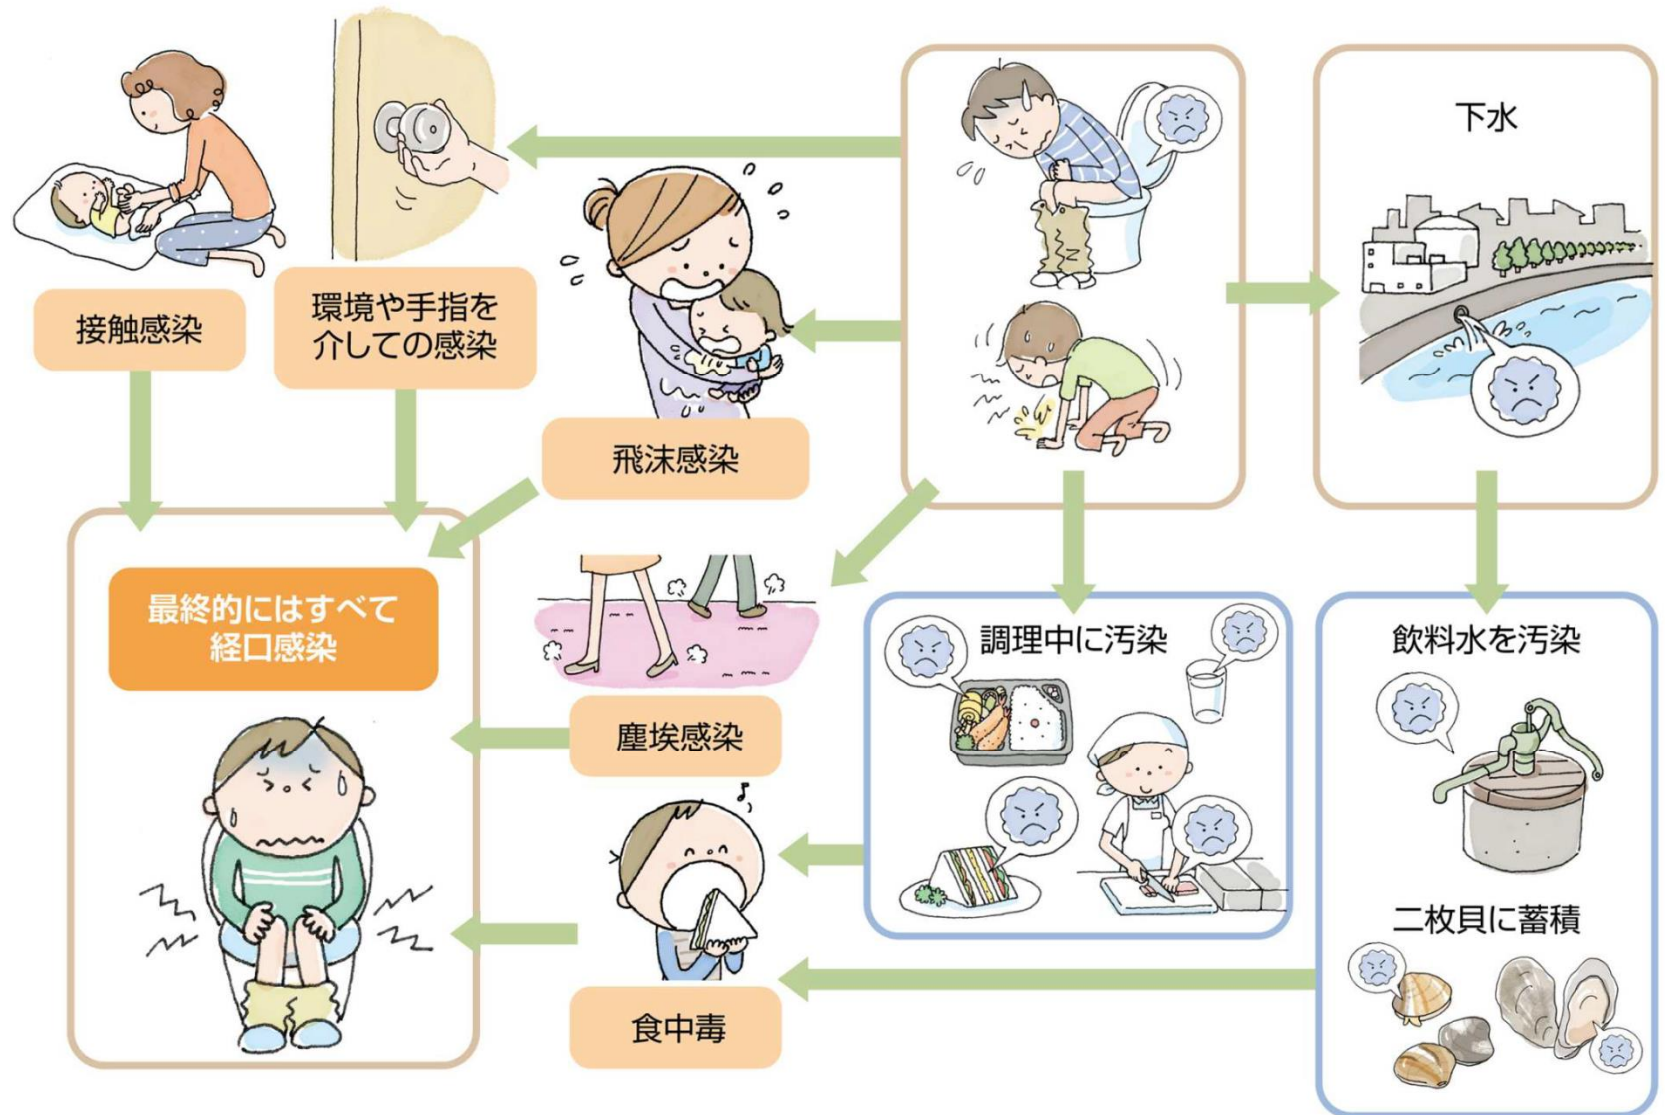 下水
接触感染
環境や手指を
介しての感染
飛沫感染
最終的にはすべて
経口感染
塵埃感染
調理中に汚染
飲料水を汚染
二枚貝に蓄積
食中毒